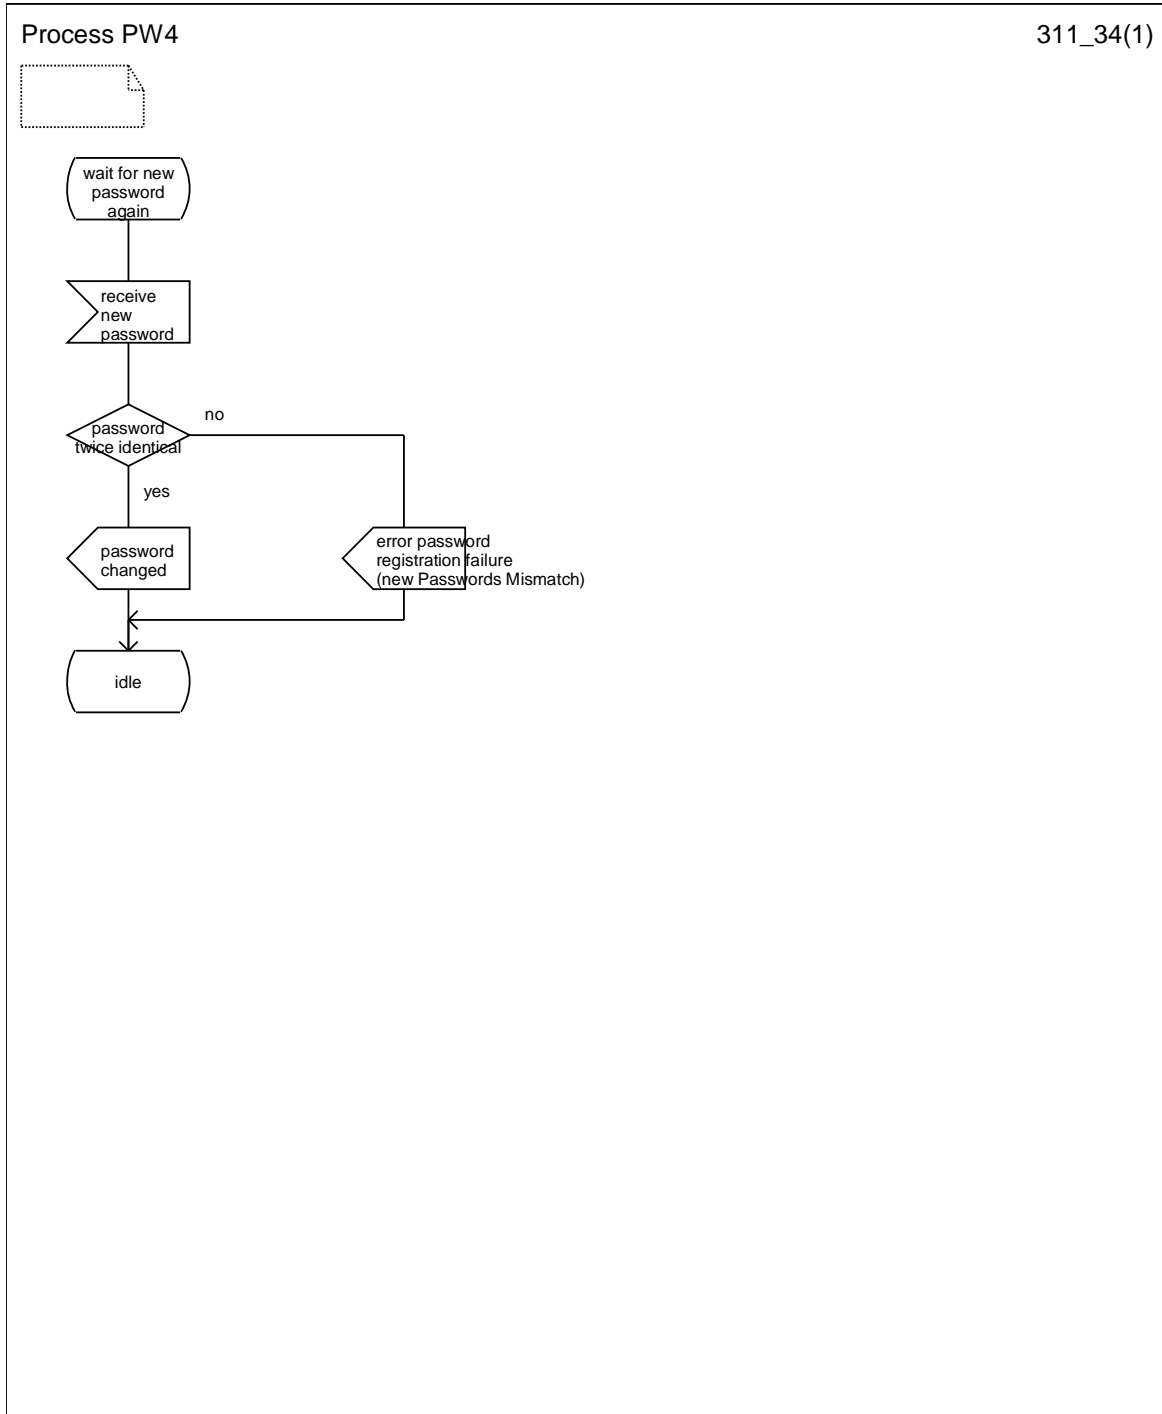 Process PW4
311_34(1)
wait for new
password
again
receive
new
password
password
twice identical
no
yes
password
changed
error password
registration failure
(new Passwords Mismatch)
idle